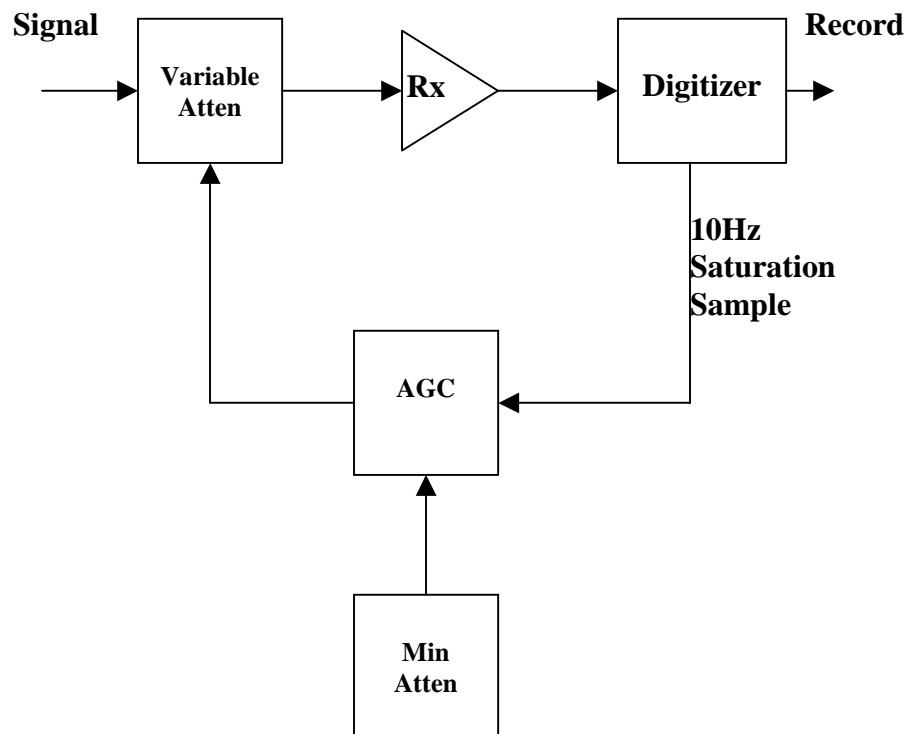 Signal
Record
Variable
Atten
Rx
Digitizer
10Hz
Saturation
Sample
AGC
Min
Atten